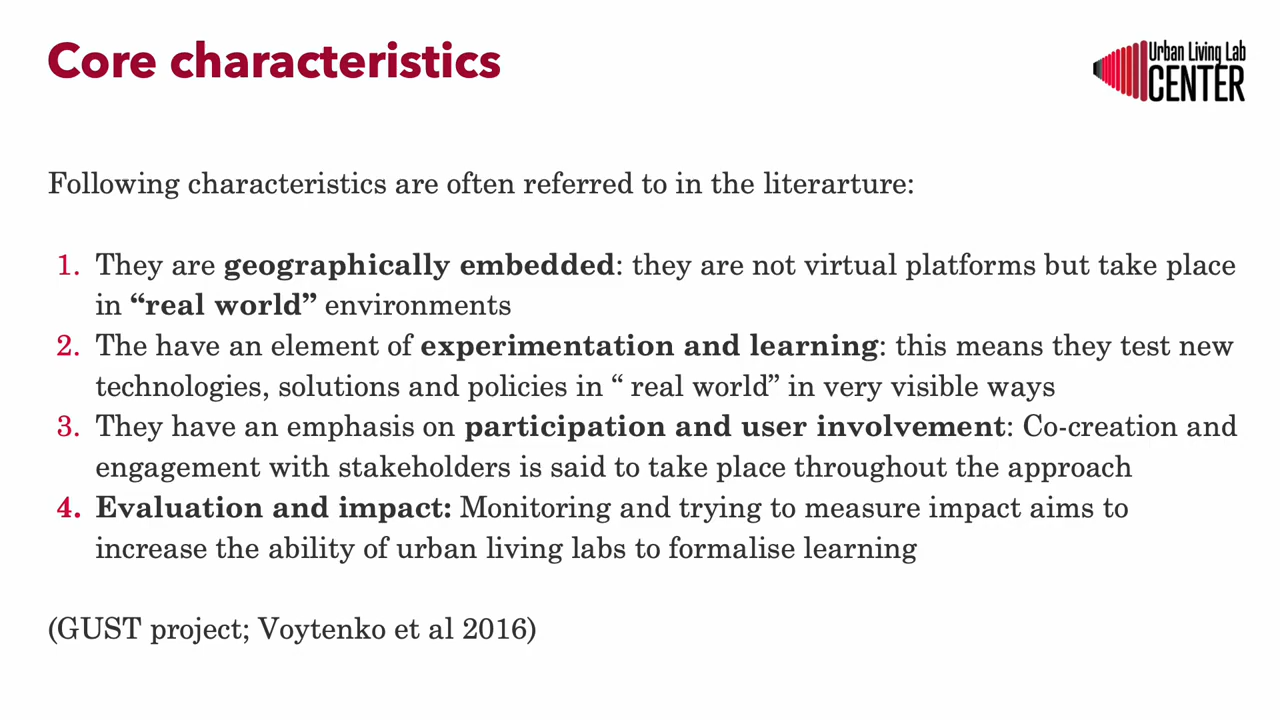 Core characteristics
Urban Living Lab
CENTER
Following characteristics are often referred to in the literarture:
1. They are geographically embedded: they are not virtual platforms but take place
in “real world” environments
2. The have an element of experimentation and learning: this means they test new
technologies, solutions and policies in “ real world” in very visible ways
3. They have an emphasis on participation and user involvement: Co-creation and
engagement with stakeholders is said to take place throughout the approach
4. Evaluation and impact: Monitoring and trying to measure impact aims to
increase the ability of urban living labs to formalise learning
(GUST project; Voytenko et al 2016)